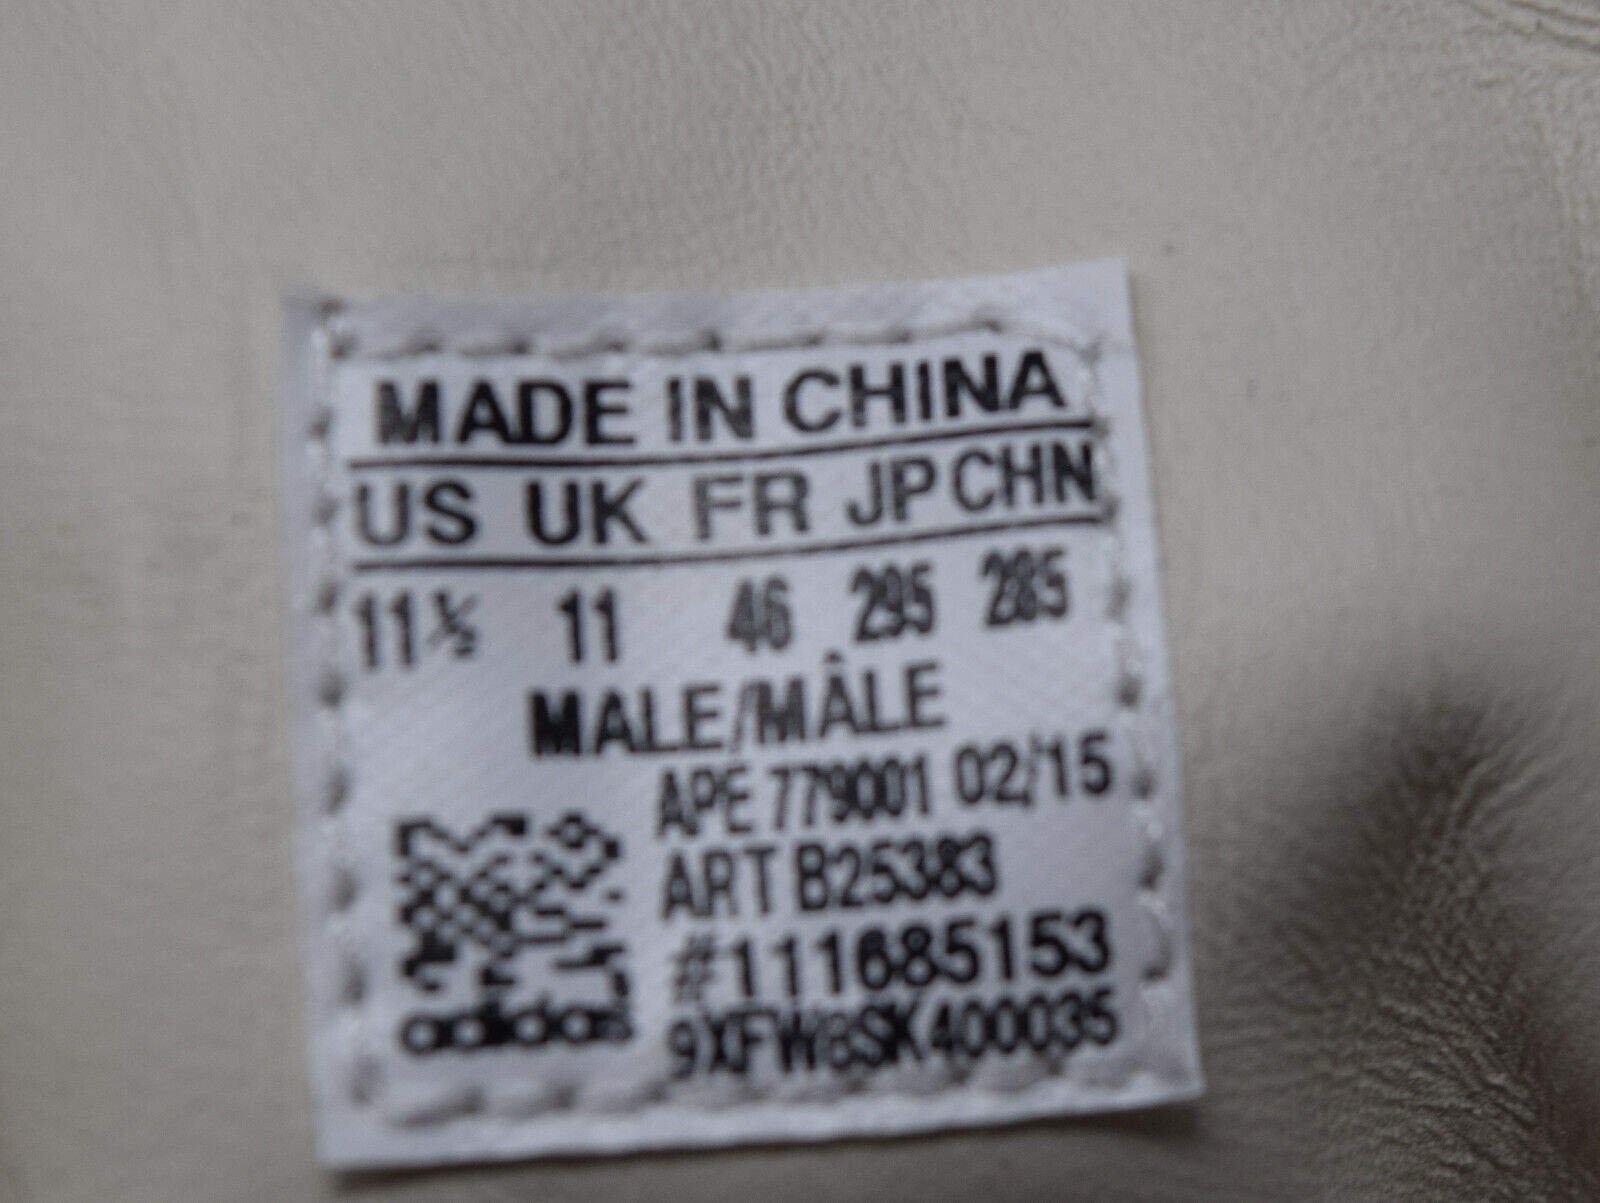 MADE IN CHINA
US UK FR JP CHN
11½ 11 46 295 285
MALE/MÂLE
APE 779001 02/15
ART B25383
#111685153
9XFW8SK400035
adidas